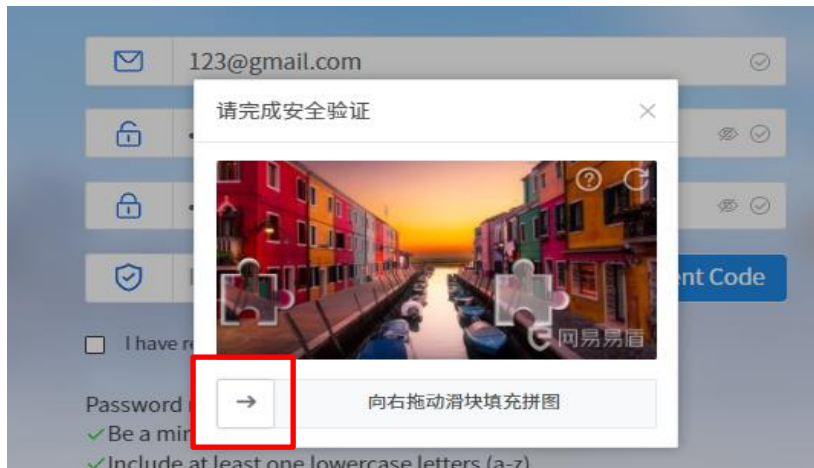 123@gmail.com
请完成安全验证
网易易盾
ent Code
I have re
向右拖动滑块填充拼图
Password
Be a min
Include at least one lowercase letters (a-z)